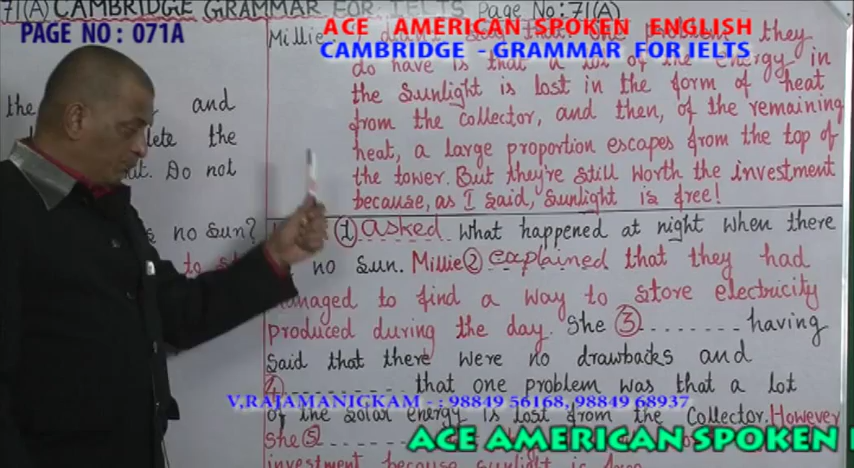 71(A) CAMBRIDGE GRAMMAR FOR IELTS Page No: 71(A)
PAGE NO : 071A
ACE AMERICAN SPOKEN ENGLISH
CAMBRIDGE - GRAMMAR FOR IELTS
the and
the
Do not
no Sun?
to
Millie: that the problem they
do have is that a lot of the energy in
the Sunlight is lost in the form of heat
from the collector, and then, of the remaining
heat, a large proportion escapes from the top of
the tower. But they're still worth the investment
because, as I said, Sunlight is free!
① asked what happened at night when there
no Sun. Millie ② explained that they had
managed to find a way to store electricity
produced during the day. She ③........ having
said that there were no drawbacks and
④............ that one problem was that a lot
V.RAJAMANICKAM - : 98849 56168, 98849 68937
of the solar energy is lost from the Collector. However
she ⑤
ACE AMERICAN SPOKEN
investment because sunlight is free